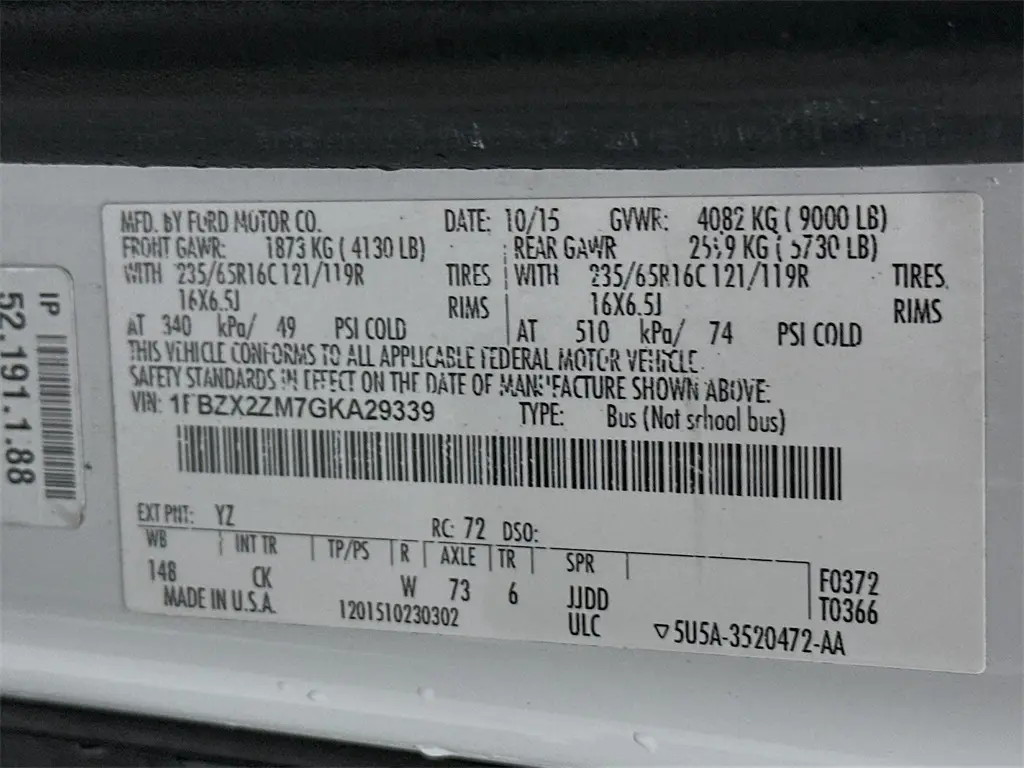 MFD. BY FORD MOTOR CO. DATE: 10/15 GVWR: 4082 KG ( 9000 LB)
FRONT GAWR: 1873 KG ( 4130 LB) REAR GAWR 2599 KG ( 5730 LB)
WITH 235/65R16C 121/119R TIRES WITH 235/65R16C 121/119R TIRES
16X6.5J RIMS 16X6.5J RIMS
AT 340 kPa/ 49 PSI COLD AT 510 kPa/ 74 PSI COLD
THIS VEHICLE CONFORMS TO ALL APPLICABLE FEDERAL MOTOR VEHICLE
SAFETY STANDARDS IN EFFECT ON THE DATE OF MANUFACTURE SHOWN ABOVE.
VIN: 1FBZX2ZM7GKA29339 TYPE: Bus (Not school bus)
EXT PNT: YZ RC: 72 DSO:
WB INT TR TP/PS R AXLE TR SPR
148 CK W 73 6 JJDD F0372
MADE IN U.S.A. 1201510230302 ULC T0366
▽5U5A-3520472-AA
IP
52.191.1.88